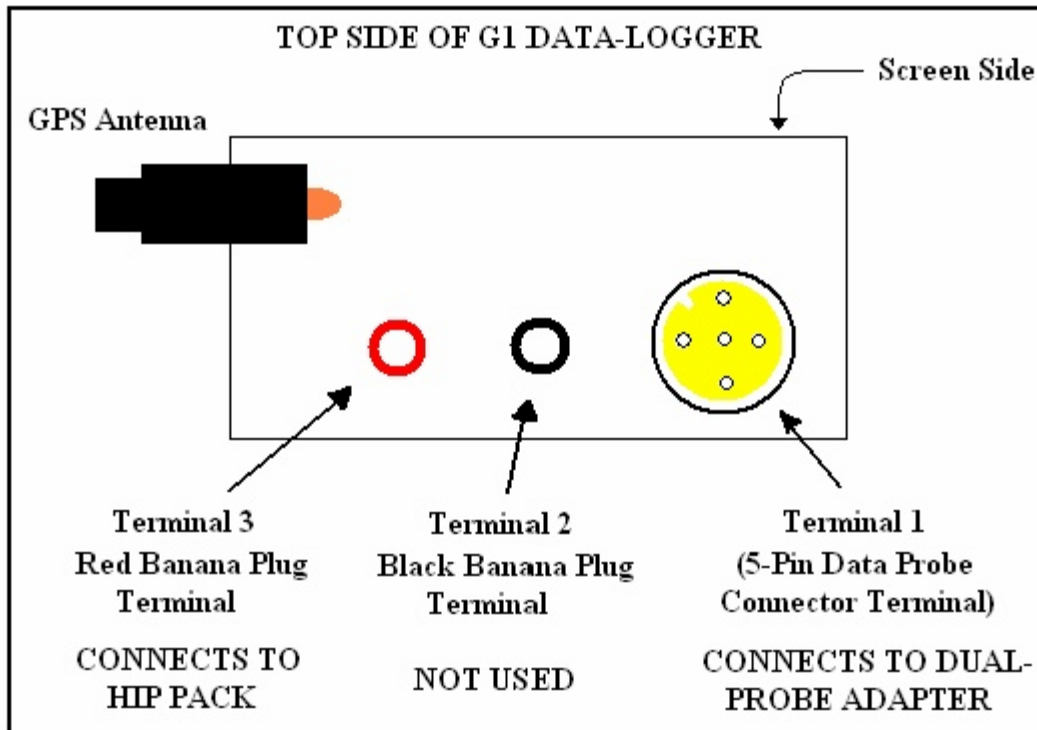 TOP SIDE OF G1 DATA-LOGGER
Screen Side
GPS Antenna
Terminal 3
Red Banana Plug
Terminal
CONNECTS TO
HIP PACK
Terminal 2
Black Banana Plug
Terminal
NOT USED
Terminal 1
(5-Pin Data Probe
Connector Terminal)
CONNECTS TO DUAL-
PROBE ADAPTER